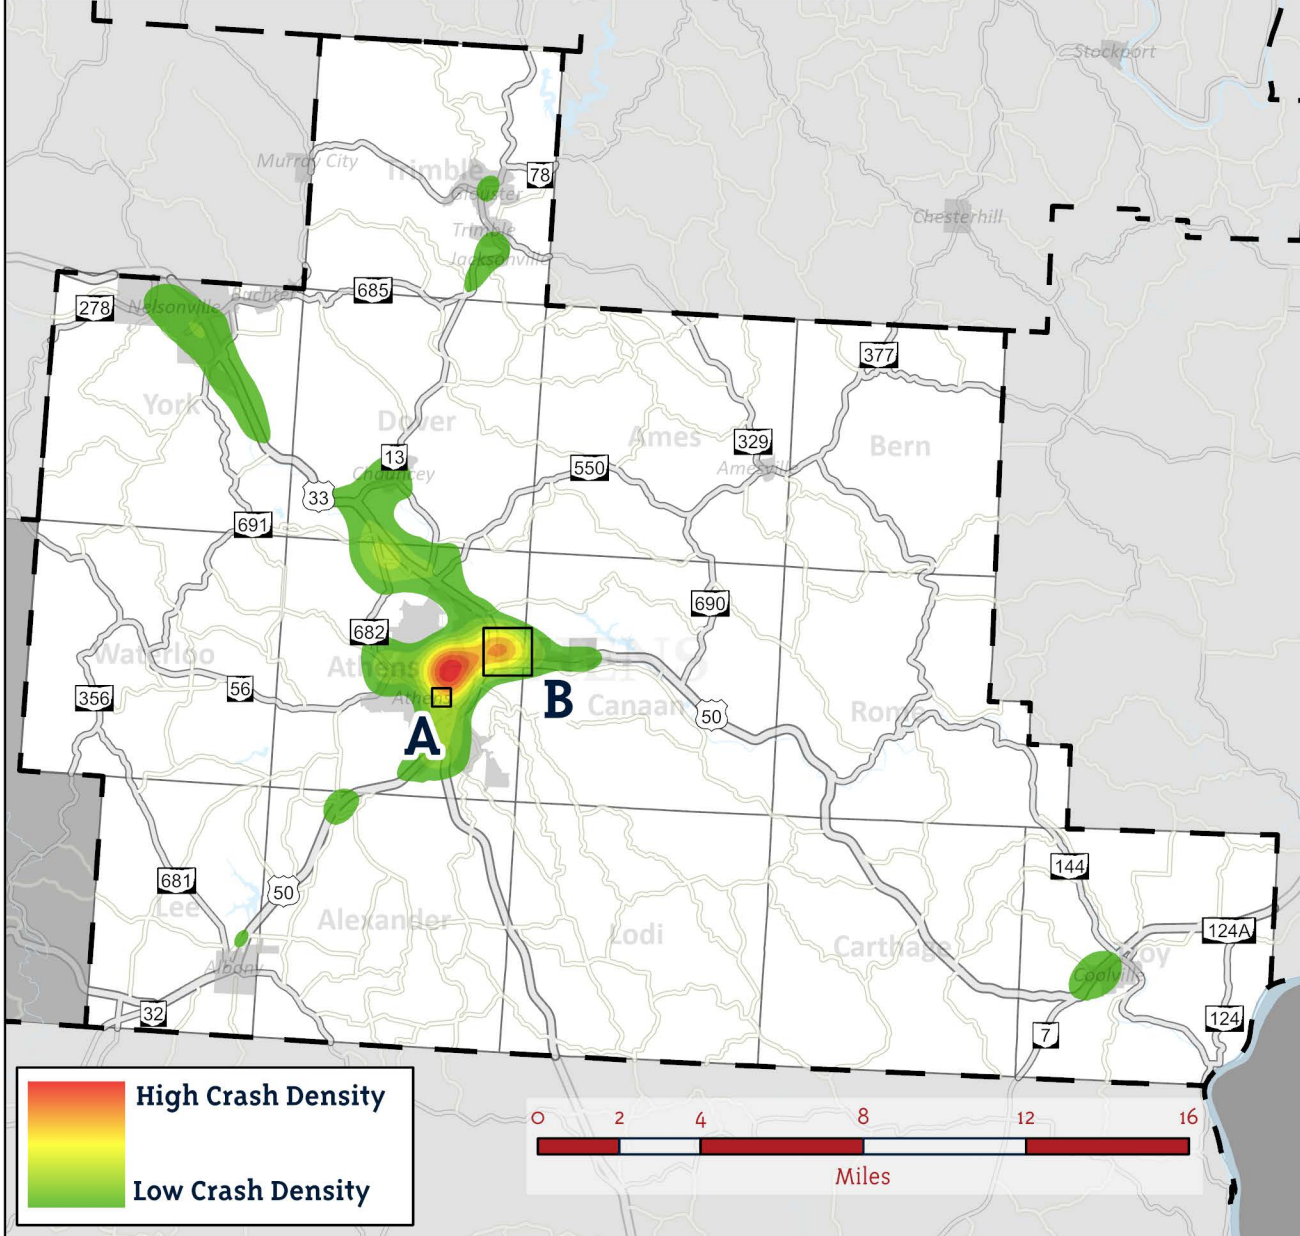 Stockport
Murray City
Trimble
78
Glouster
Chesterhill
Trimble
Jacksonville
Buchtel
685
278
Nelsonville
377
York
Dover
Ames
329
Bern
13
550
Amesville
Chauncey
33
691
690
682
Waterloo
Athens
56
356
Athens
Canaan
B
50
Rome
A
144
681
50
Lee
Alexander
Lodi
Carthage
124A
oy
Albany
Coolville
32
7
124
High Crash Density
Low Crash Density
0 2 4 8 12 16
Miles